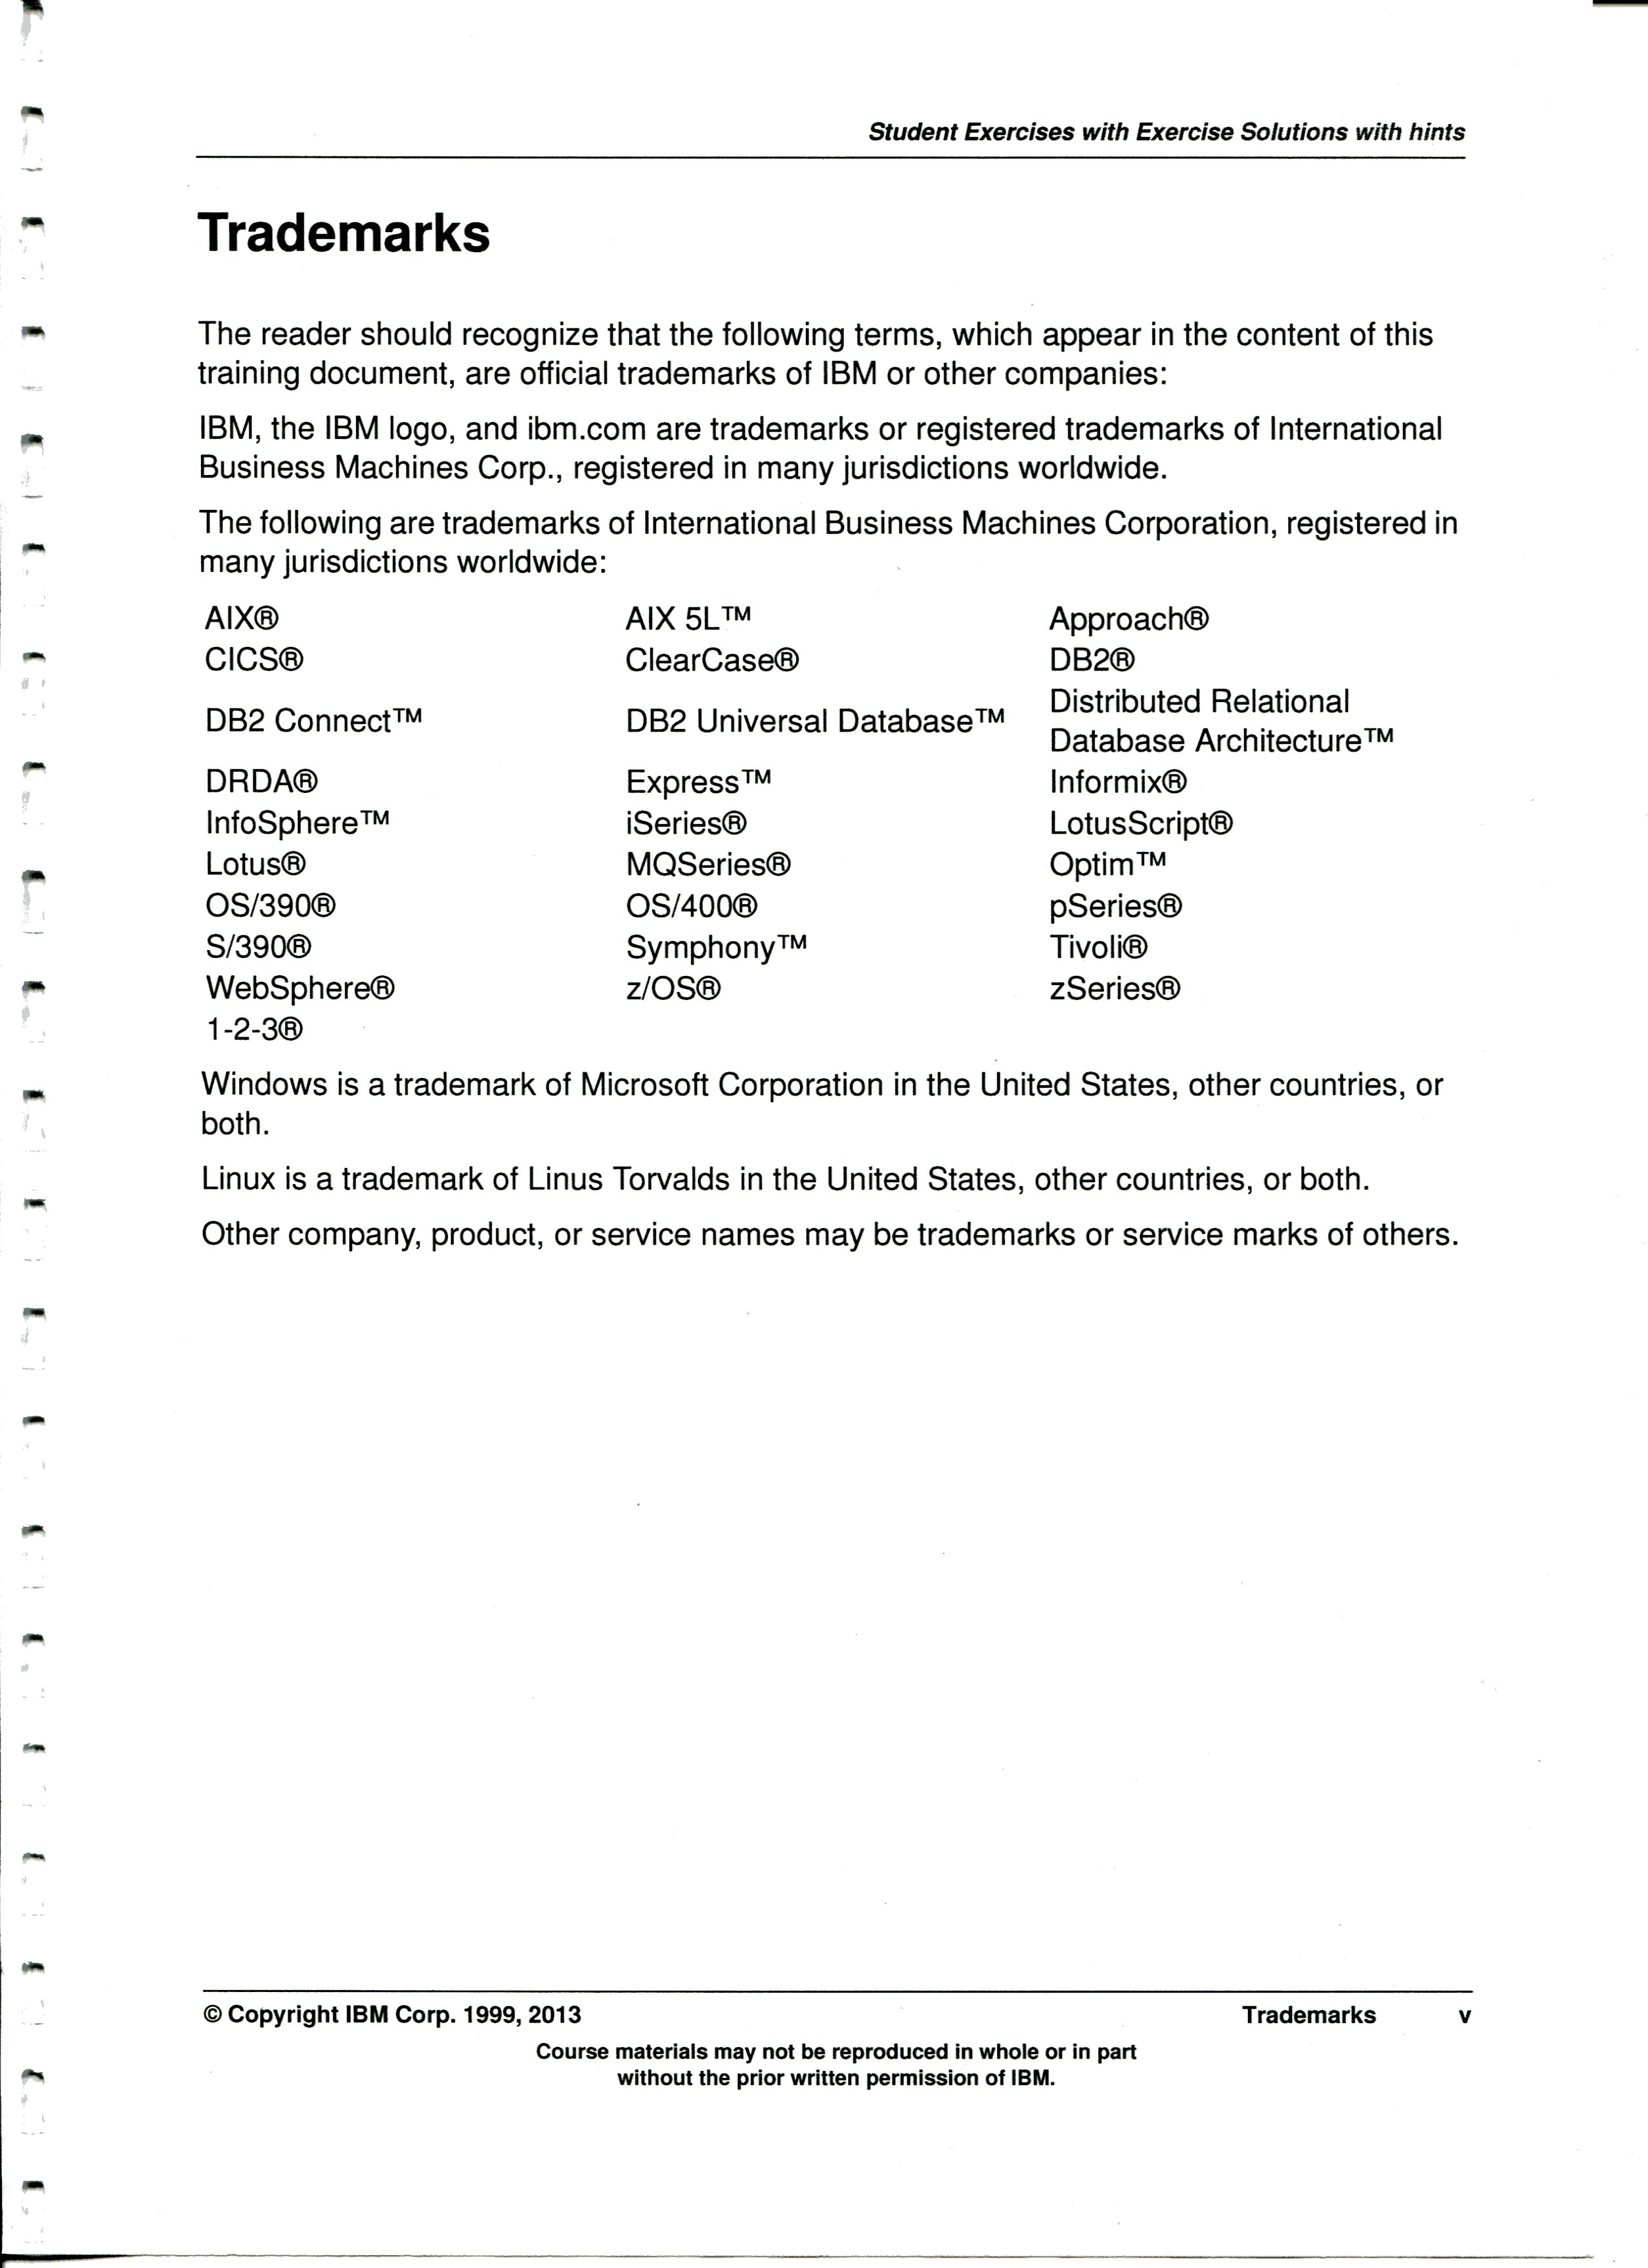 Student Exercises with Exercise Solutions with hints
Trademarks
The reader should recognize that the following terms, which appear in the content of this
training document, are official trademarks of IBM or other companies:
IBM, the IBM logo, and ibm.com are trademarks or registered trademarks of International
Business Machines Corp., registered in many jurisdictions worldwide.
The following are trademarks of International Business Machines Corporation, registered in
many jurisdictions worldwide:
AIX® AIX 5L™ Approach®
CICS® ClearCase® DB2®
DB2 Connect™ DB2 Universal Database™ Distributed Relational
Database Architecture™
DRDA® Express™ Informix®
InfoSphere™ iSeries® LotusScript®
Lotus® MQSeries® Optim™
OS/390® OS/400® pSeries®
S/390® Symphony™ Tivoli®
WebSphere® z/OS® zSeries®
1-2-3®
Windows is a trademark of Microsoft Corporation in the United States, other countries, or
both.
Linux is a trademark of Linus Torvalds in the United States, other countries, or both.
Other company, product, or service names may be trademarks or service marks of others.
© Copyright IBM Corp. 1999, 2013 Trademarks v
Course materials may not be reproduced in whole or in part
without the prior written permission of IBM.